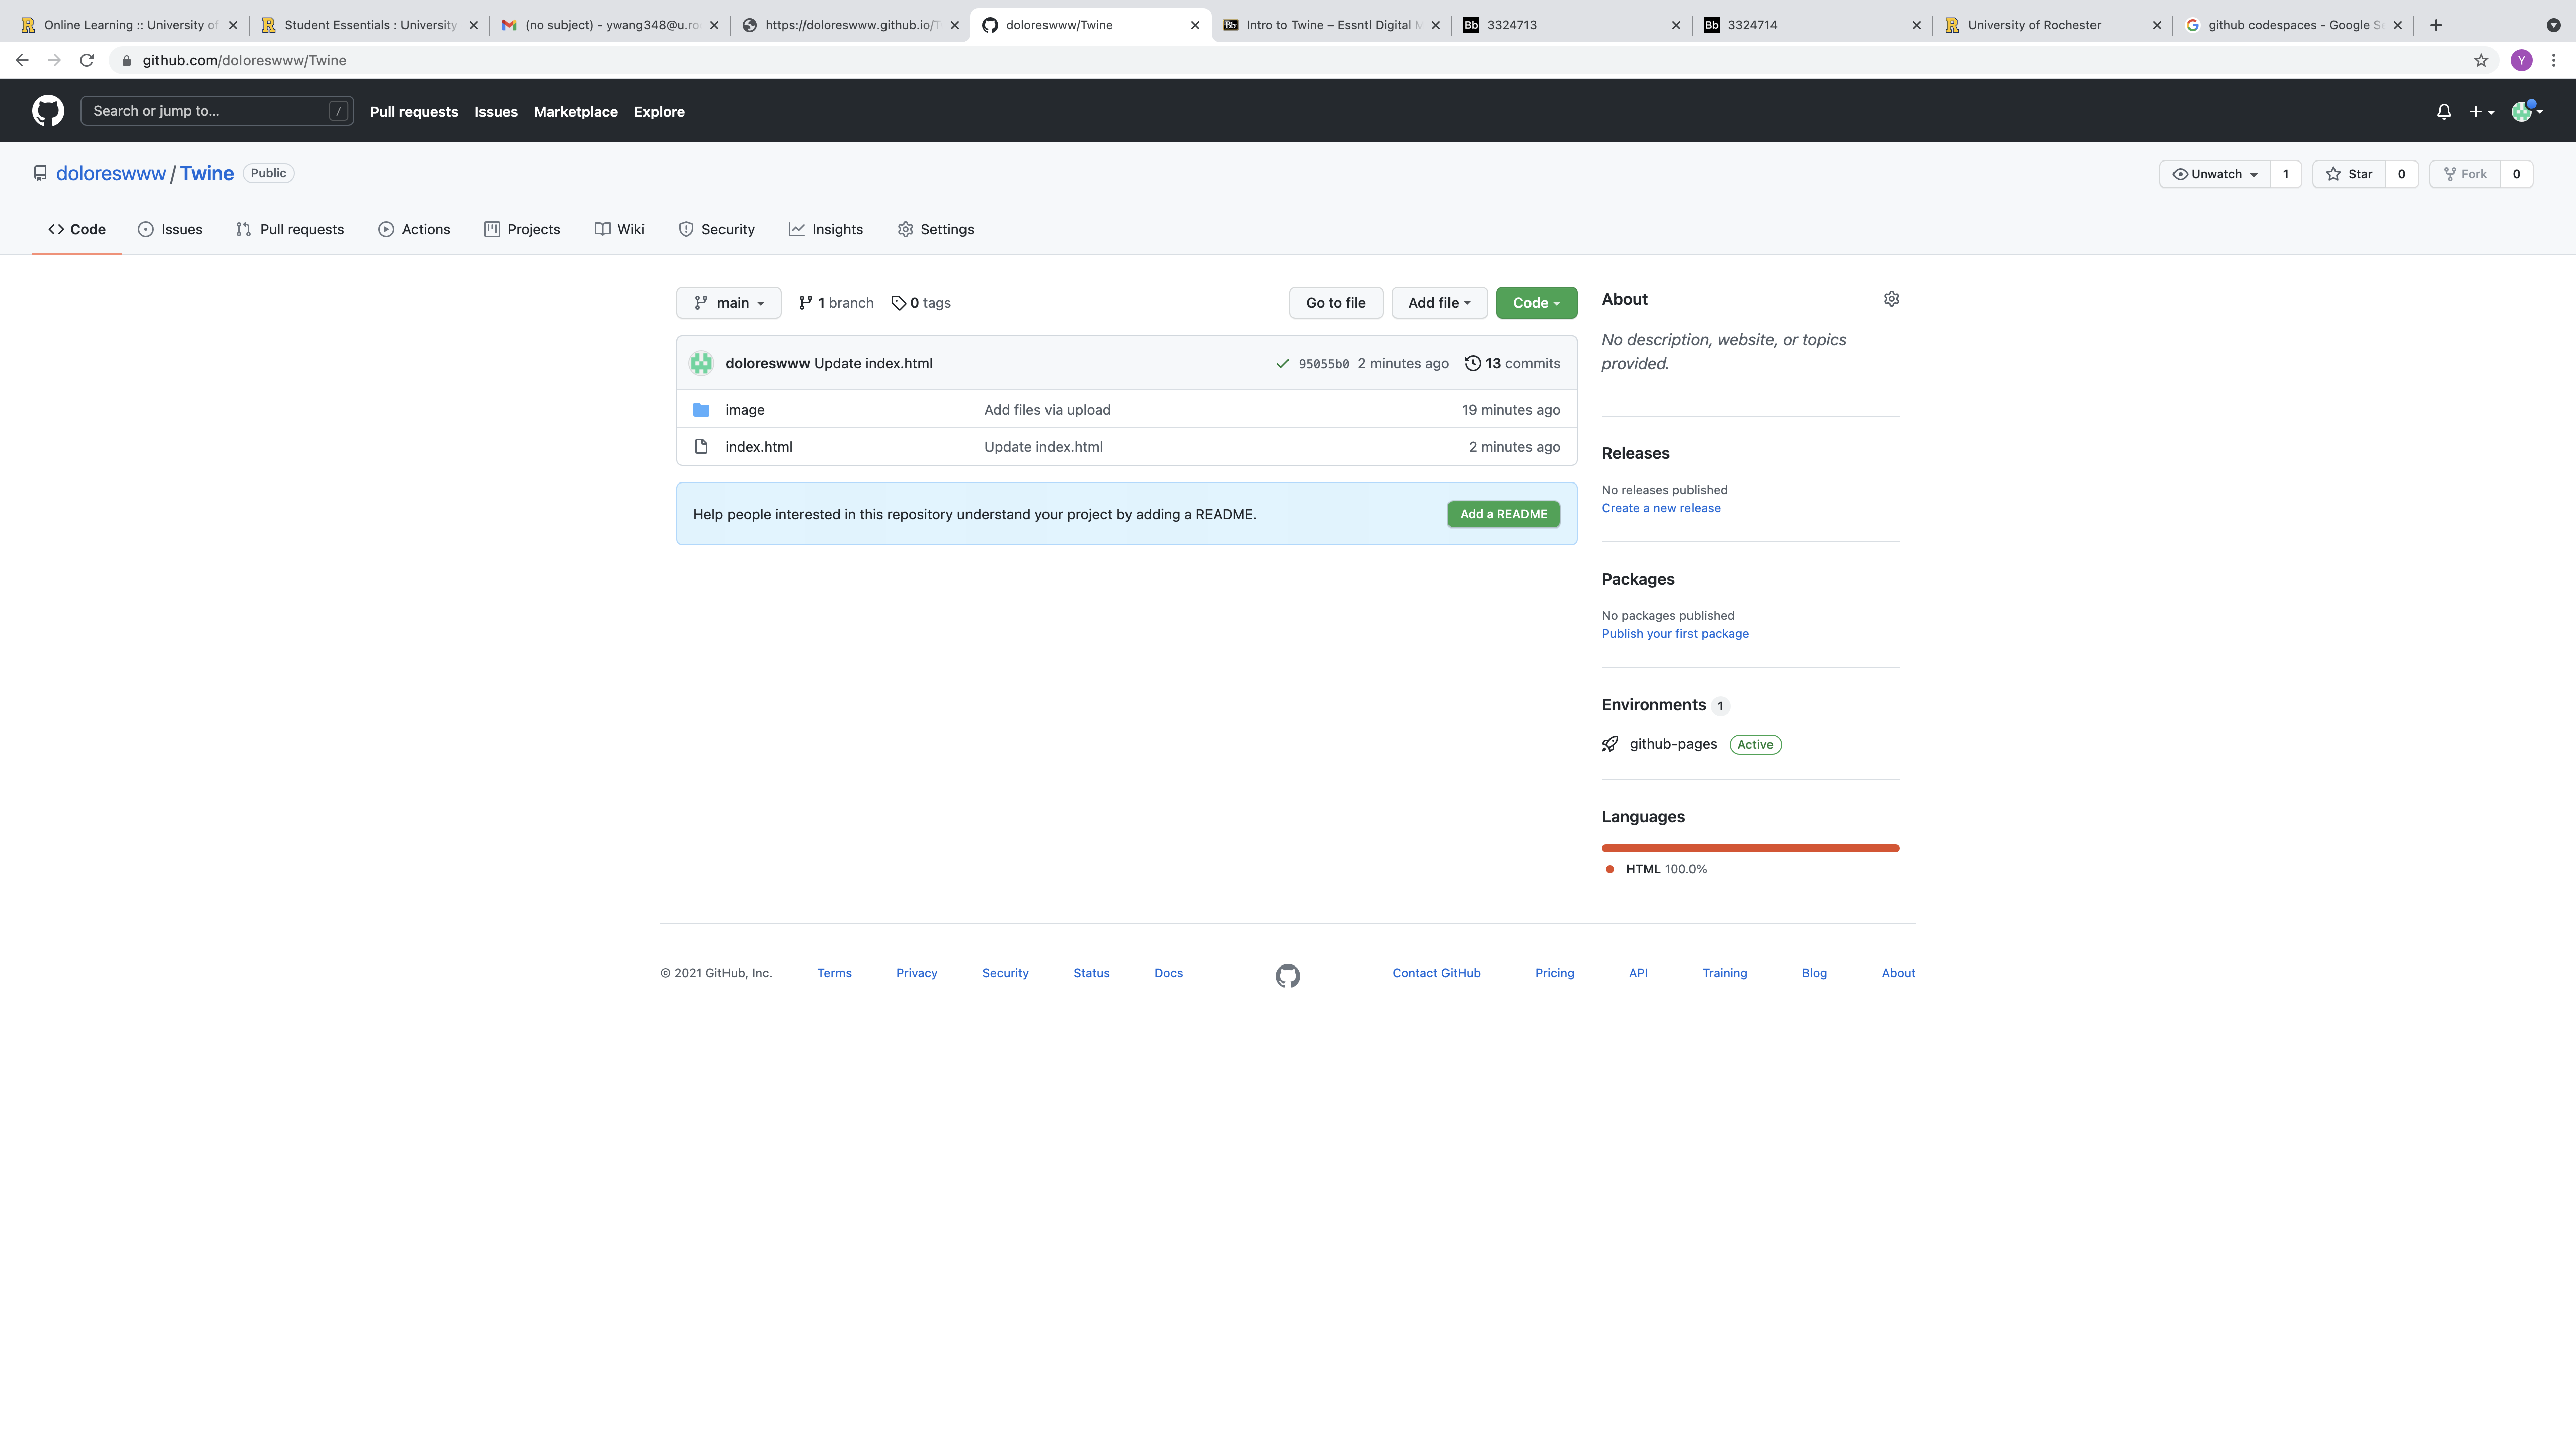 Online Learning :: University of
Student Essentials : University
(no subject) - ywang348@u.ro
https://doloreswww.github.io/T
doloreswww/Twine
Intro to Twine – Essntl Digital M
Bb 3324713
Bb 3324714
University of Rochester
github codespaces - Google Se
github.com/doloreswww/Twine
Y
Search or jump to... /
Pull requests Issues Marketplace Explore
doloreswww / Twine Public
Unwatch 1 Star 0 Fork 0
Code Issues Pull requests Actions Projects Wiki Security Insights Settings
main 1 branch 0 tags Go to file Add file Code
doloreswww Update index.html 95055b0 2 minutes ago 13 commits
image Add files via upload 19 minutes ago
index.html Update index.html 2 minutes ago
Help people interested in this repository understand your project by adding a README. Add a README
About
No description, website, or topics
provided.
Releases
No releases published
Create a new release
Packages
No packages published
Publish your first package
Environments 1
github-pages Active
Languages
HTML 100.0%
© 2021 GitHub, Inc. Terms Privacy Security Status Docs Contact GitHub Pricing API Training Blog About